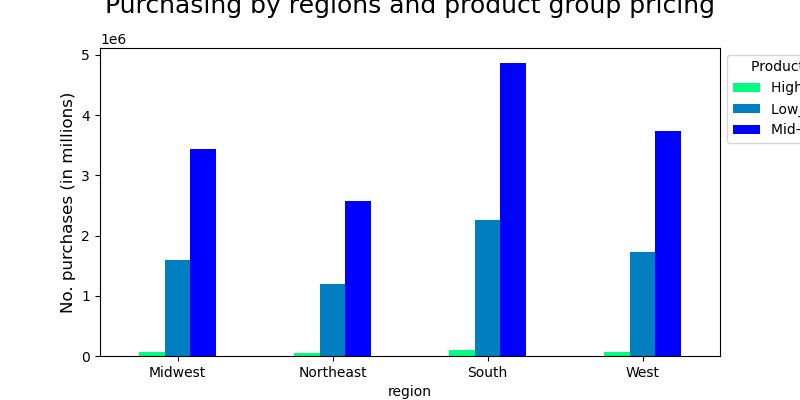 Purchasing by regions and product group pricing
1e6
No. purchases (in millions)
5
4
3
2
1
0
Midwest
Northeast
South
West
region
Product
High
Low_
Mid-